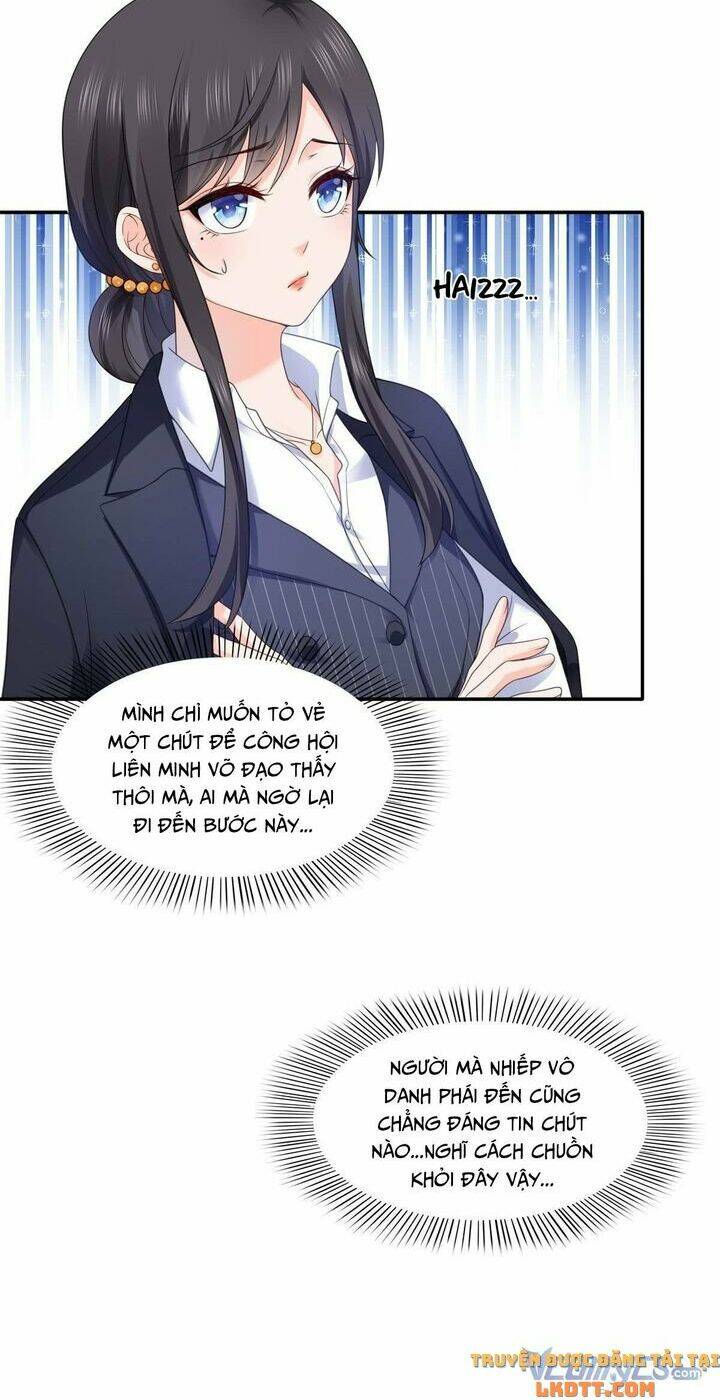 HAIZZZ...
MÌNH CHỈ MUỐN TỎ VẺ
MỘT CHÚT ĐỂ CÔNG HỘI
LIÊN MINH VÕ ĐẠO THẤY
THÔI MÀ, AI MÀ NGỜ LẠI
ĐI ĐẾN BƯỚC NÀY...
NGƯỜI MÀ NHIẾP VÔ
DANH PHÁI ĐẾN CŨNG
CHẲNG ĐÁNG TIN CHÚT
NÀO...NGHĨ CÁCH CHUỒN
KHỎI ĐÂY VẬY...
TRUYỆN ĐƯỢC ĐĂNG TẢI TẠI
LKDTT.COM